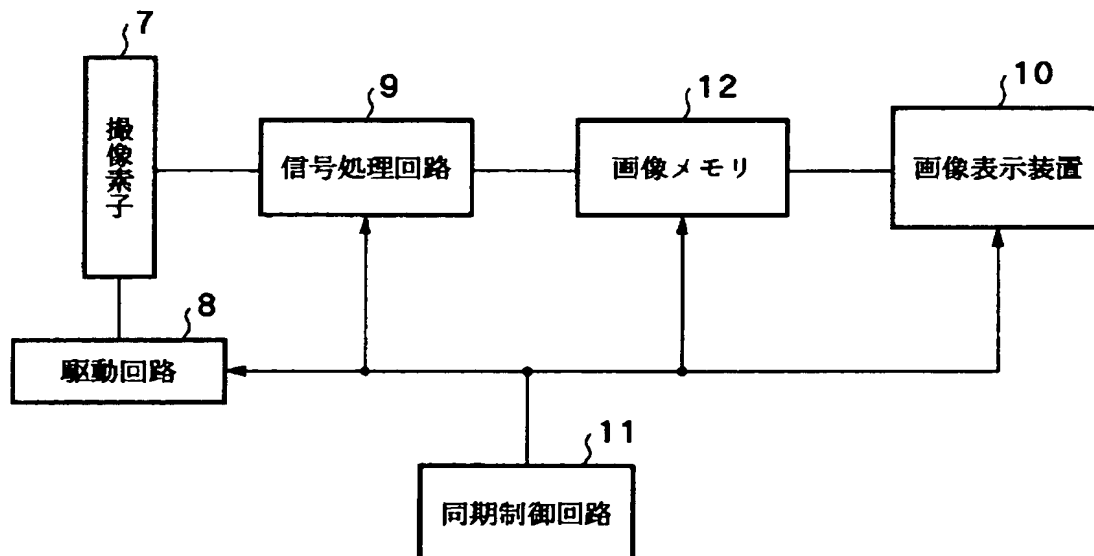 7
撮像素子
9
信号処理回路
12
画像メモリ
10
画像表示装置
8
駆動回路
11
同期制御回路